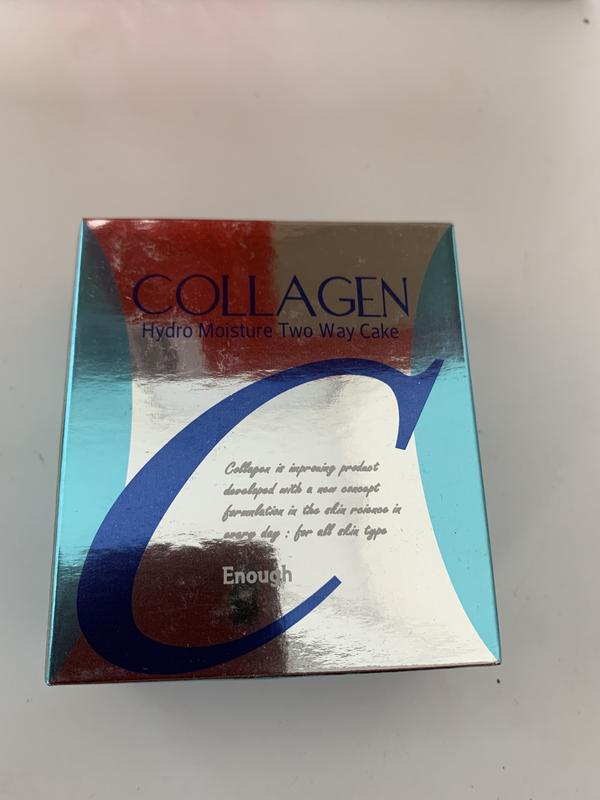 COLLAGEN
Hydro Moisture Two Way Cake
Collagen is improving product
developed with a new concept
formulation in the skin reience in
every day : for all skin type
Enough